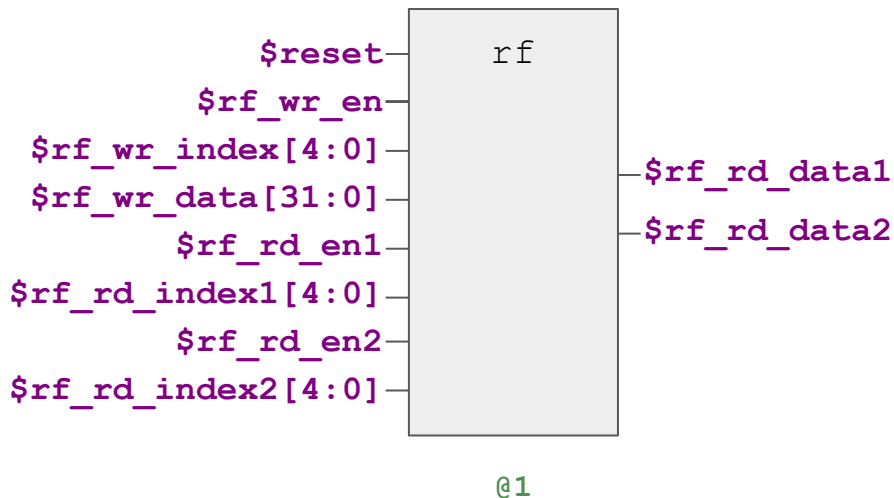 $reset
rf
$rf_wr_en
$rf_wr_index[4:0]
$rf_wr_data[31:0]
$rf_rd_en1
$rf_rd_index1[4:0]
$rf_rd_en2
$rf_rd_index2[4:0]
$rf_rd_data1
$rf_rd_data2
@1